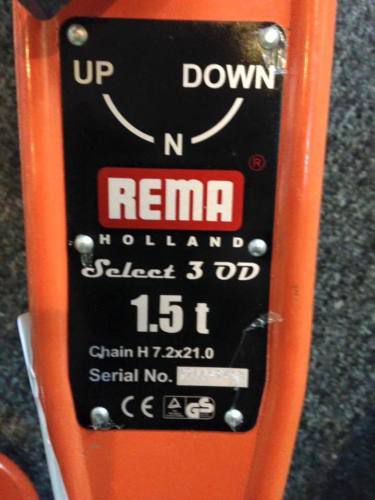 UP DOWN
N
REMA ®
HOLLAND
Select 3 OD
1.5 t
Chain H 7.2x21.0
Serial No.
CE GS